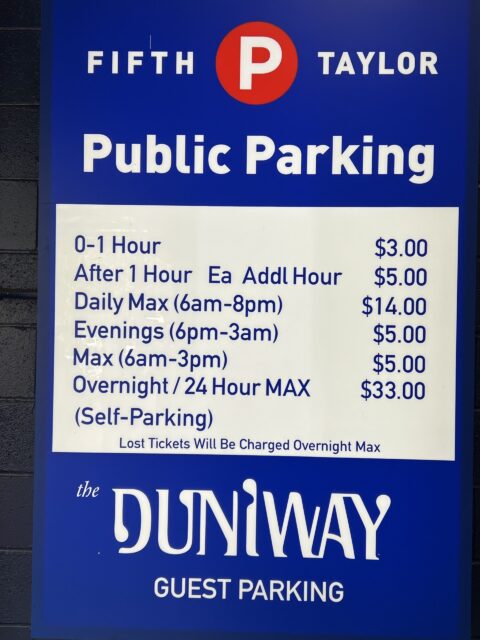 FIFTH P TAYLOR
Public Parking
0-1 Hour $3.00
After 1 Hour Ea Addl Hour $5.00
Daily Max (6am-8pm) $14.00
Evenings (6pm-3am) $5.00
Max (6am-3pm) $5.00
Overnight / 24 Hour MAX $33.00
(Self-Parking)
Lost Tickets Will Be Charged Overnight Max
the DUNIWAY
GUEST PARKING